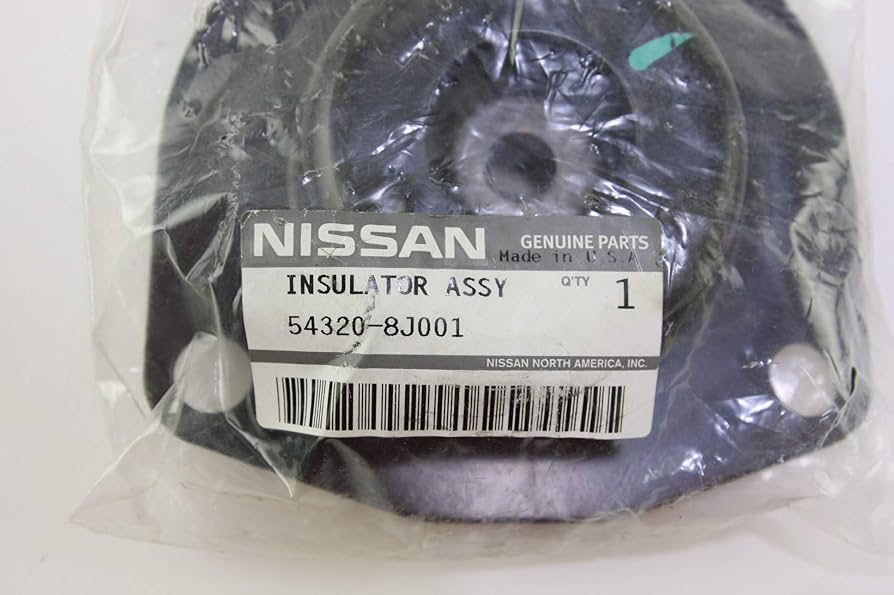 NISSAN GENUINE PARTS
Made in U.S.A
INSULATOR ASSY Q'TY 1
54320-8J001
NISSAN NORTH AMERICA, INC.